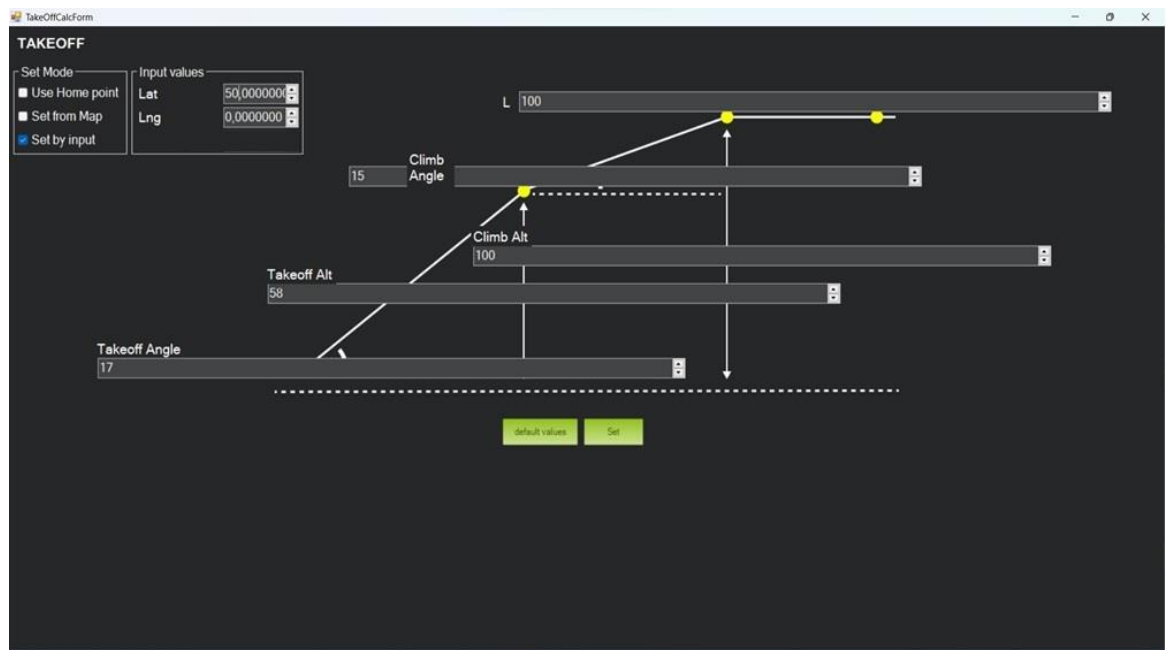 TakeOffCalcForm
TAKEOFF
Set Mode
Use Home point
Set from Map
Set by input
Input values
Lat 50,0000000
Lng 0,0000000
L 100
Climb
Angle
15
Climb Alt
100
Takeoff Alt
58
Takeoff Angle
17
default values
Set